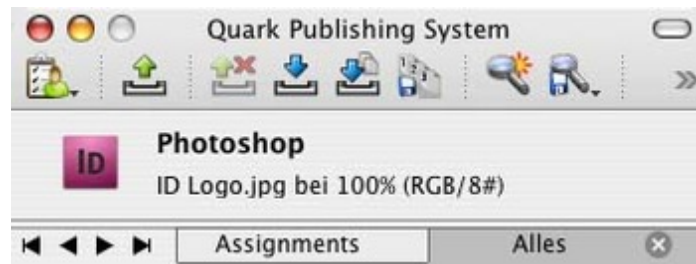 Quark Publishing System
ID
Photoshop
ID Logo.jpg bei 100% (RGB/8#)
Assignments
Alles